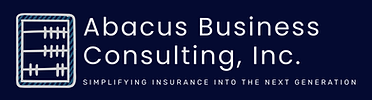 Abacus Business
Consulting, Inc.
SIMPLIFYING INSURANCE INTO THE NEXT GENERATION